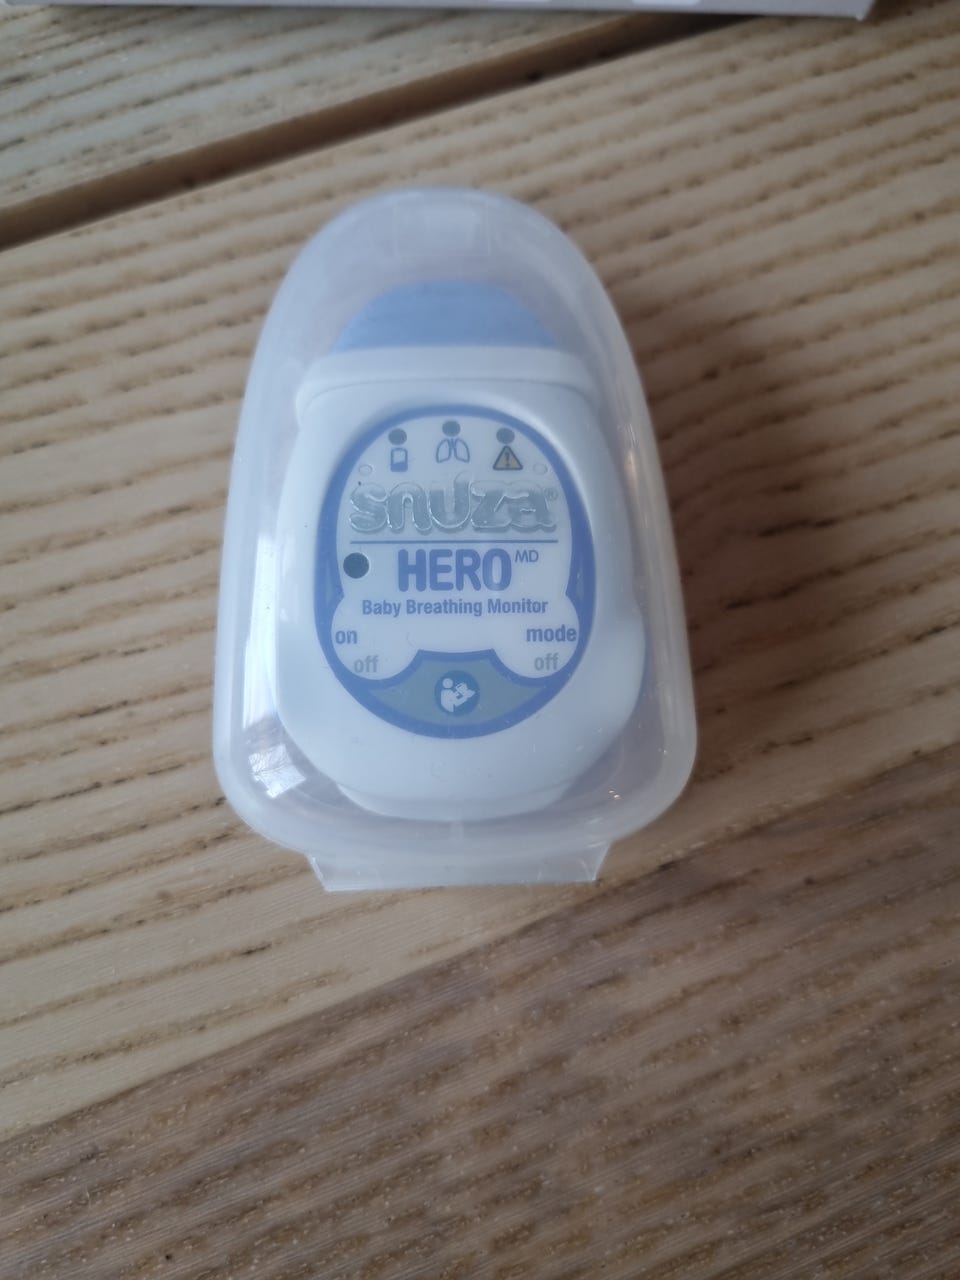 snuza®
HERO MD
Baby Breathing Monitor
on mode
off off